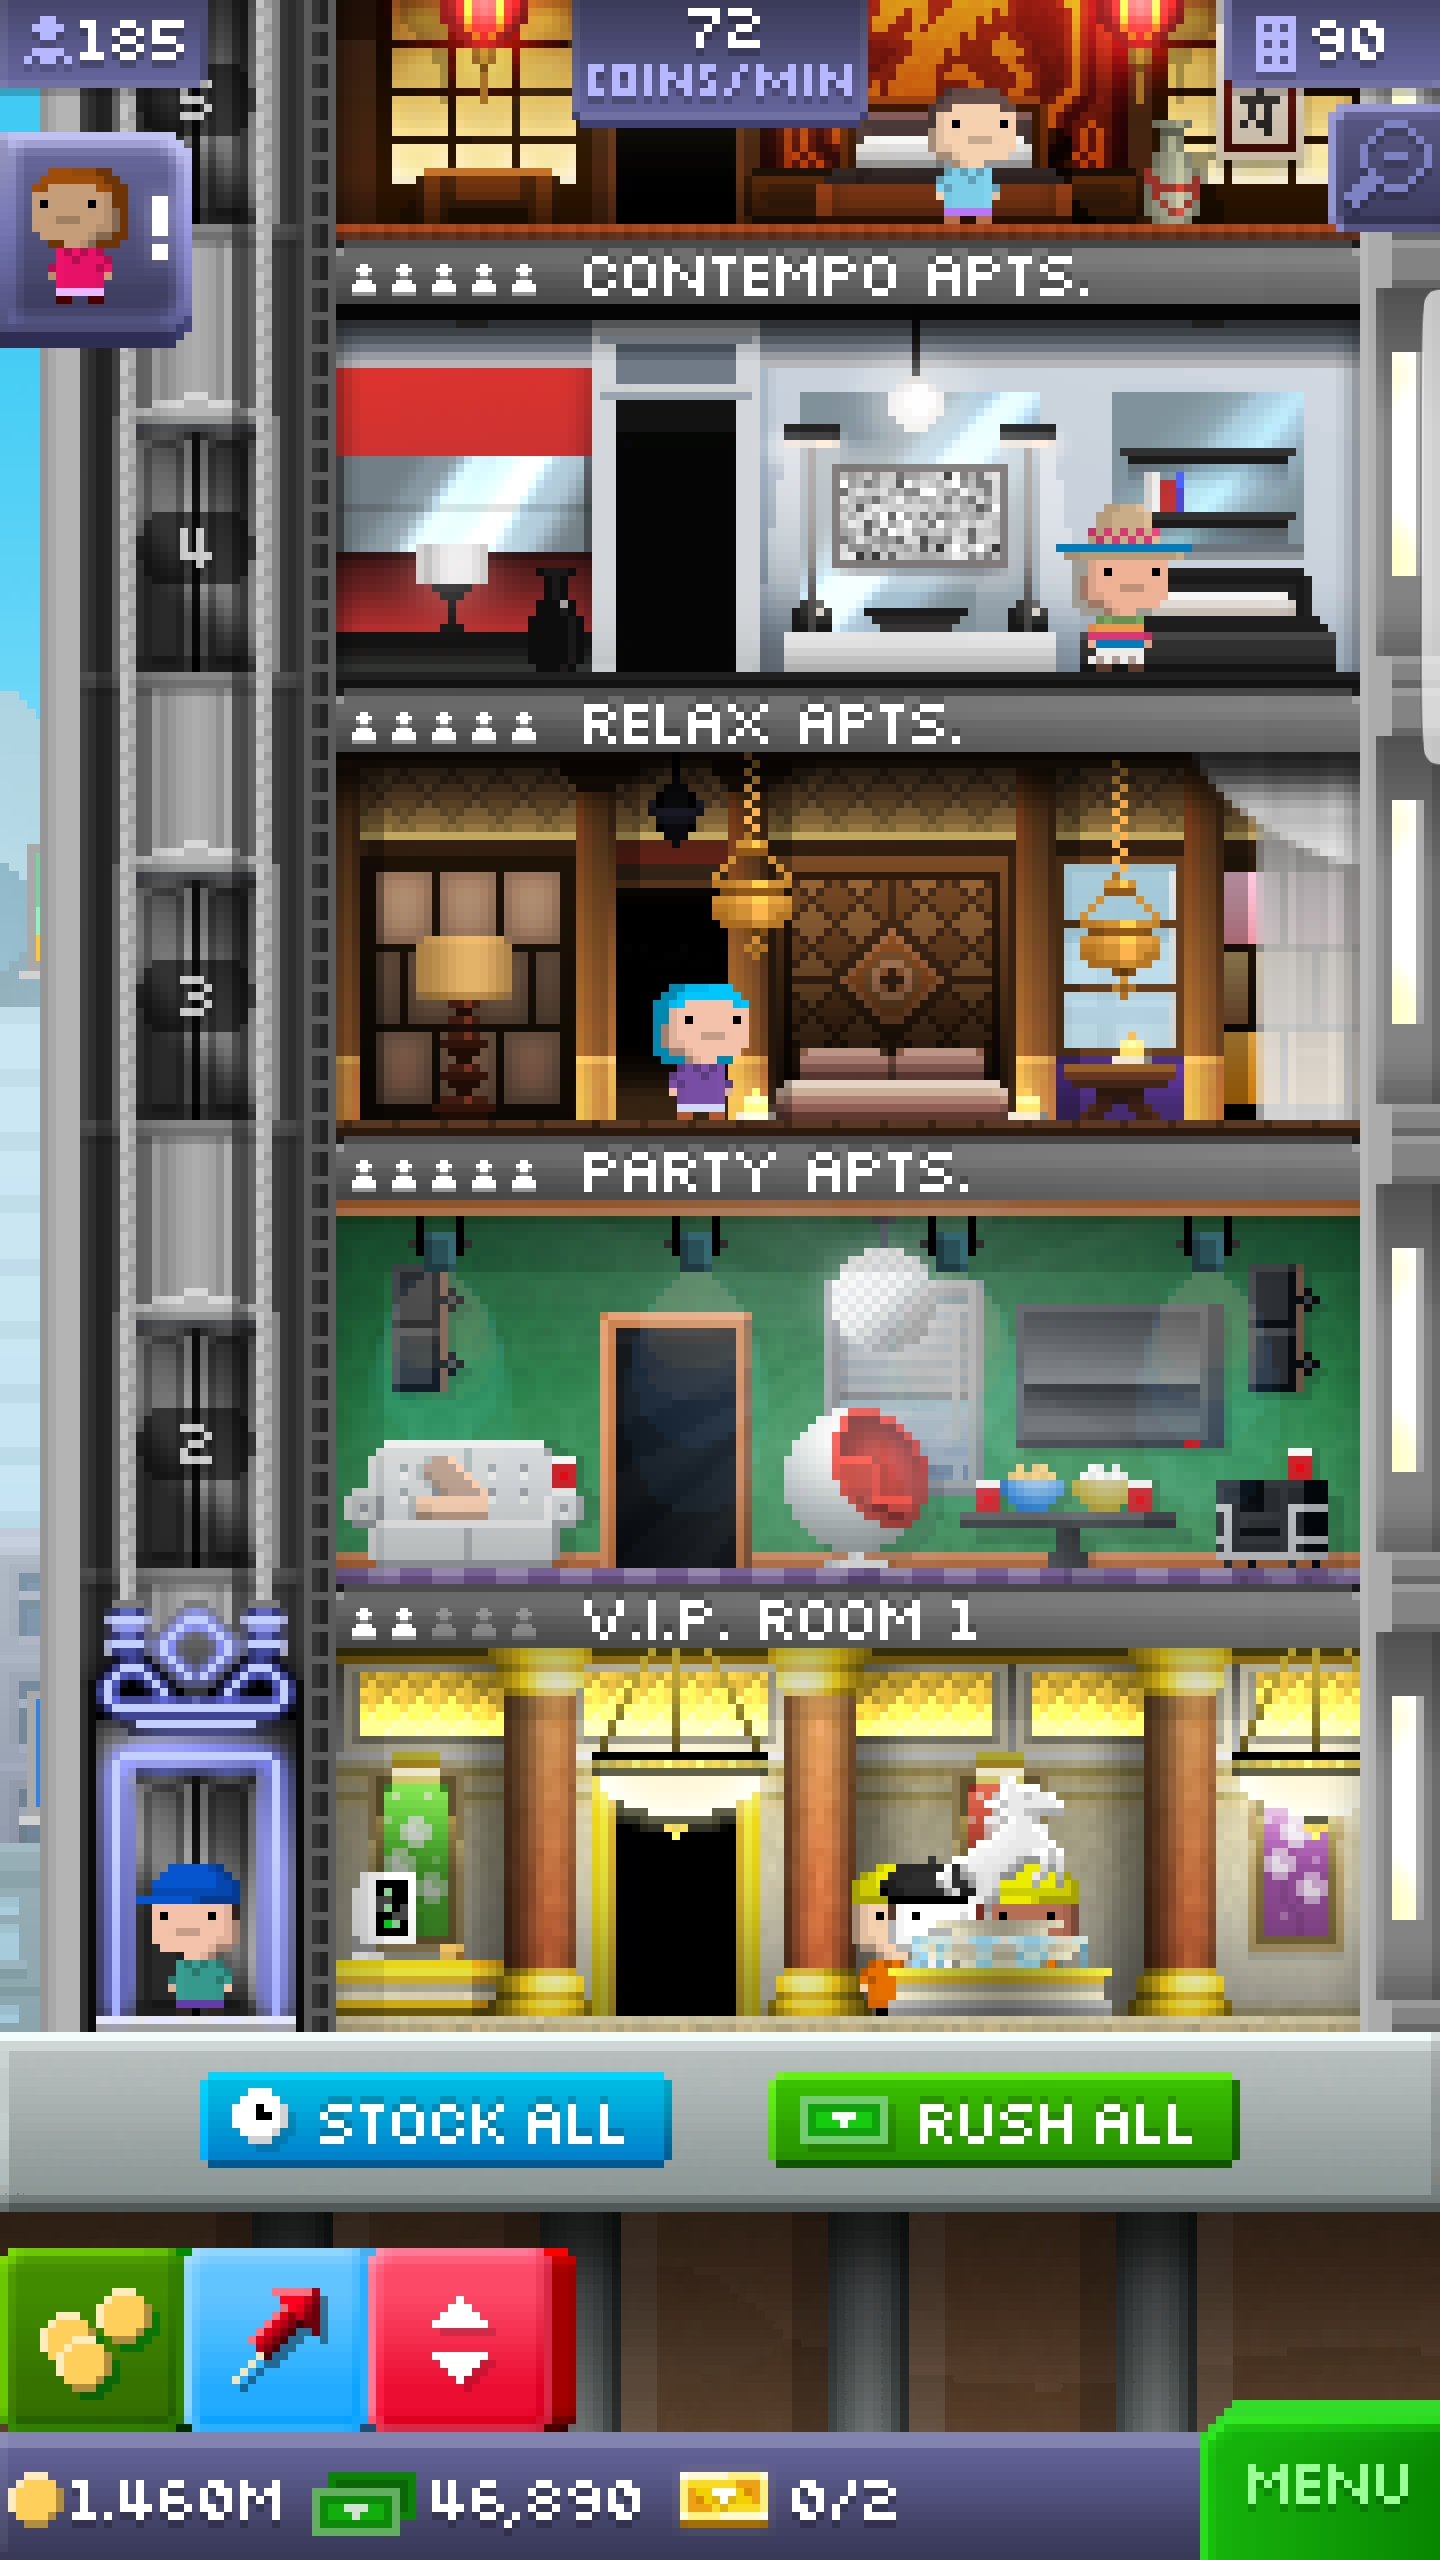 185
72
COINS/MIN
90
5
!
CONTEMPO APTS.
4
RELAX APTS.
3
PARTY APTS.
2
V.I.P. ROOM 1
STOCK ALL
RUSH ALL
1.460M
46,890
0/2
MENU